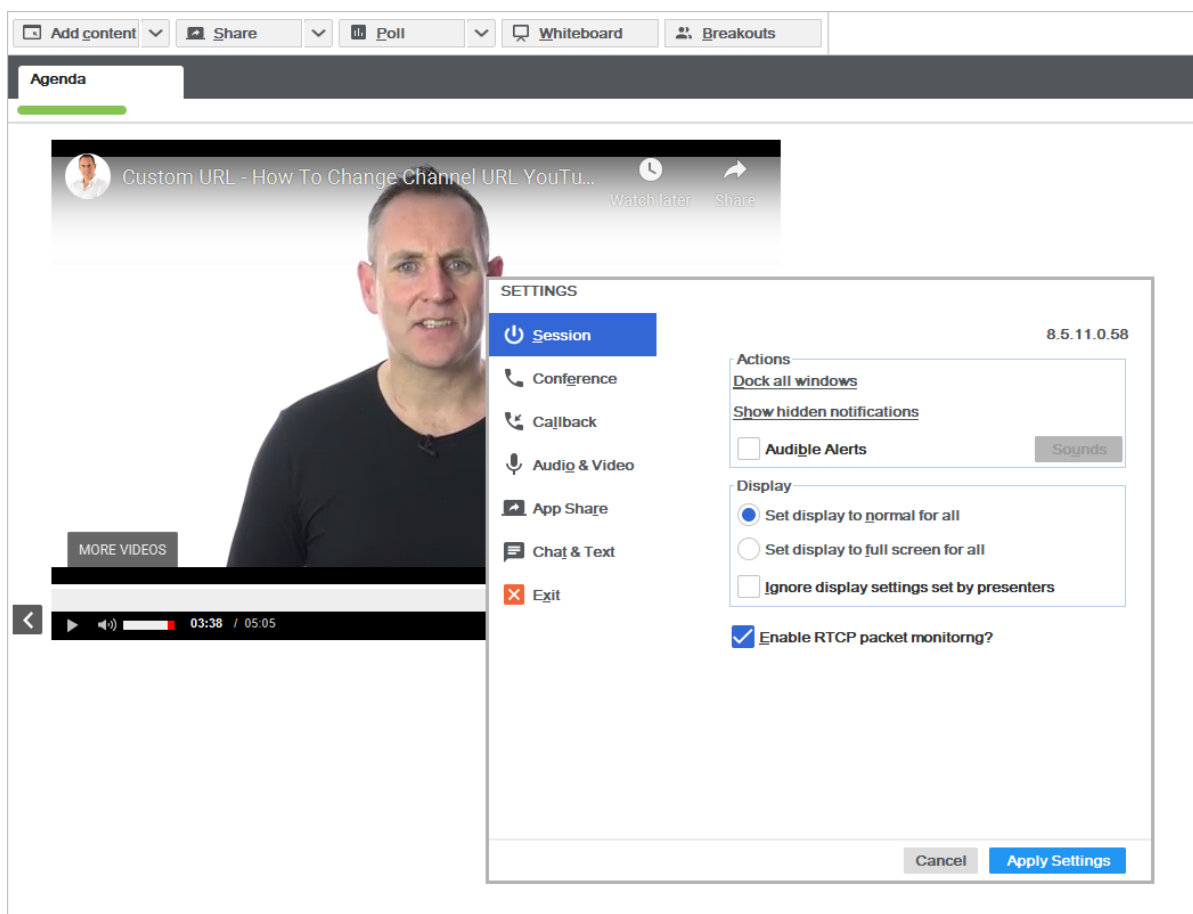 Add content
Share
Poll
Whiteboard
Breakouts
Agenda
Custom URL - How To Change Channel URL YouTu...
Watch later
Share
MORE VIDEOS
03:38 / 05:05
SETTINGS
Session
Conference
Callback
Audio & Video
App Share
Chat & Text
Exit
8.5.11.0.58
Actions
Dock all windows
Show hidden notifications
Audible Alerts
Sounds
Display
Set display to normal for all
Set display to full screen for all
Ignore display settings set by presenters
Enable RTCP packet monitorng?
Cancel
Apply Settings